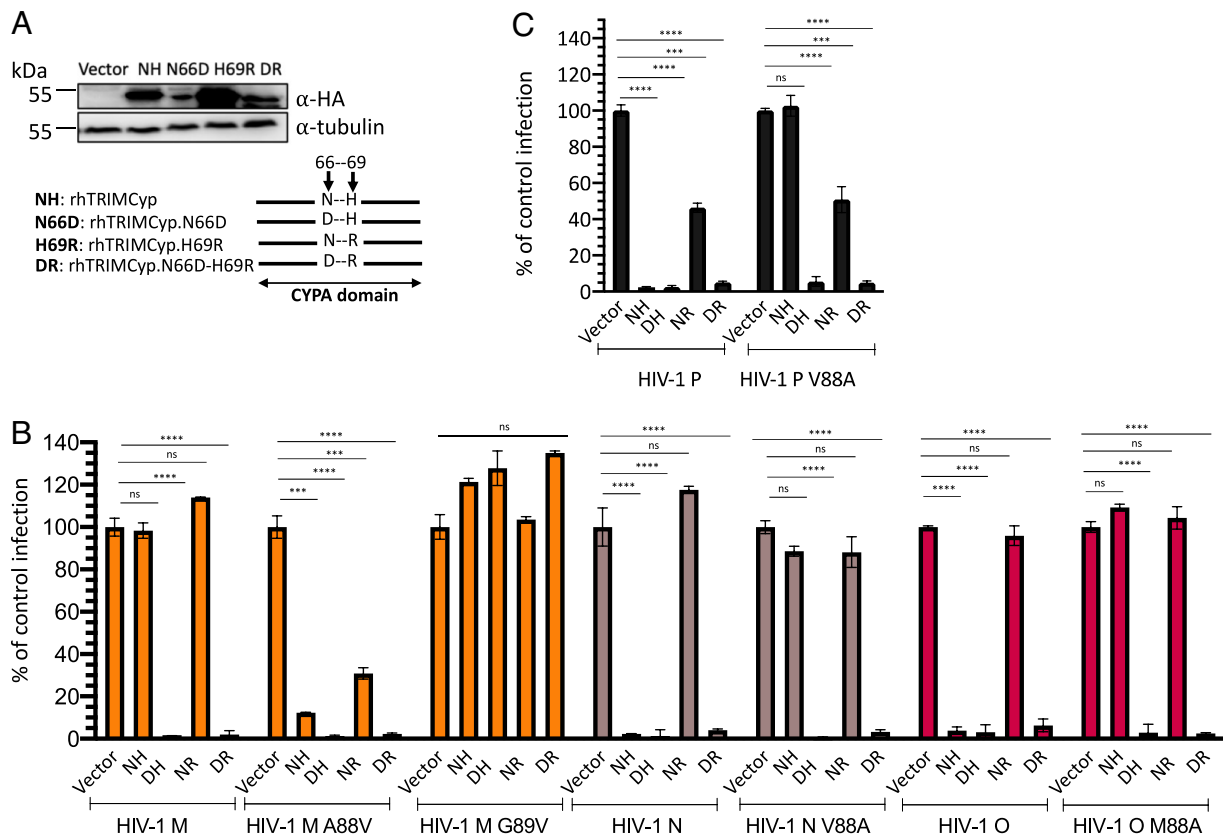 A
kDa
Vector NH N66D H69R DR
55
α-HA
55
α-tubulin
66--69
NH: rhTRIMCyp
N--H
N66D: rhTRIMCyp.N66D
D--H
H69R: rhTRIMCyp.H69R
N--R
DR: rhTRIMCyp.N66D-H69R
D--R
CYPA domain
C
% of control infection
140
120
100
80
60
40
20
0
****
***
****
****
****
***
****
ns
Vector NH DH NR DR
Vector NH DH NR DR
HIV-1 P
HIV-1 P V88A
B
% of control infection
140
120
100
80
60
40
20
0
****
ns
****
ns
****
***
****
***
ns
****
ns
****
****
****
ns
****
ns
****
ns
****
****
****
ns
****
ns
Vector NH DH NR DR
Vector NH DH NR DR
Vector NH DH NR DR
Vector NH DH NR DR
Vector NH DH NR DR
Vector NH DH NR DR
Vector NH DH NR DR
HIV-1 M
HIV-1 M A88V
HIV-1 M G89V
HIV-1 N
HIV-1 N V88A
HIV-1 O
HIV-1 O M88A